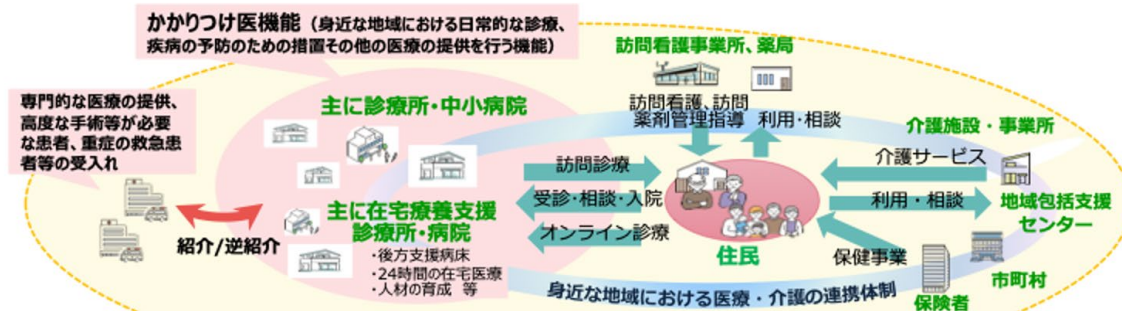 かかりつけ医機能（身近な地域における日常的な診療、
疾病の予防のための措置その他の医療の提供を行う機能）
専門的な医療の提供、
高度な手術等が必要
な患者、重症の救急患
者等の受入れ
紹介/逆紹介
主に診療所・中小病院
主に在宅療養支援
診療所・病院
・後方支援病床
・24時間の在宅医療
・人材の育成 等
訪問診療
受診・相談・入院
オンライン診療
訪問看護事業所、薬局
訪問看護、訪問
薬剤管理指導
利用・相談
住民
介護施設・事業所
介護サービス
利用・相談
地域包括支援
センター
保健事業
市町村
保険者
身近な地域における医療・介護の連携体制